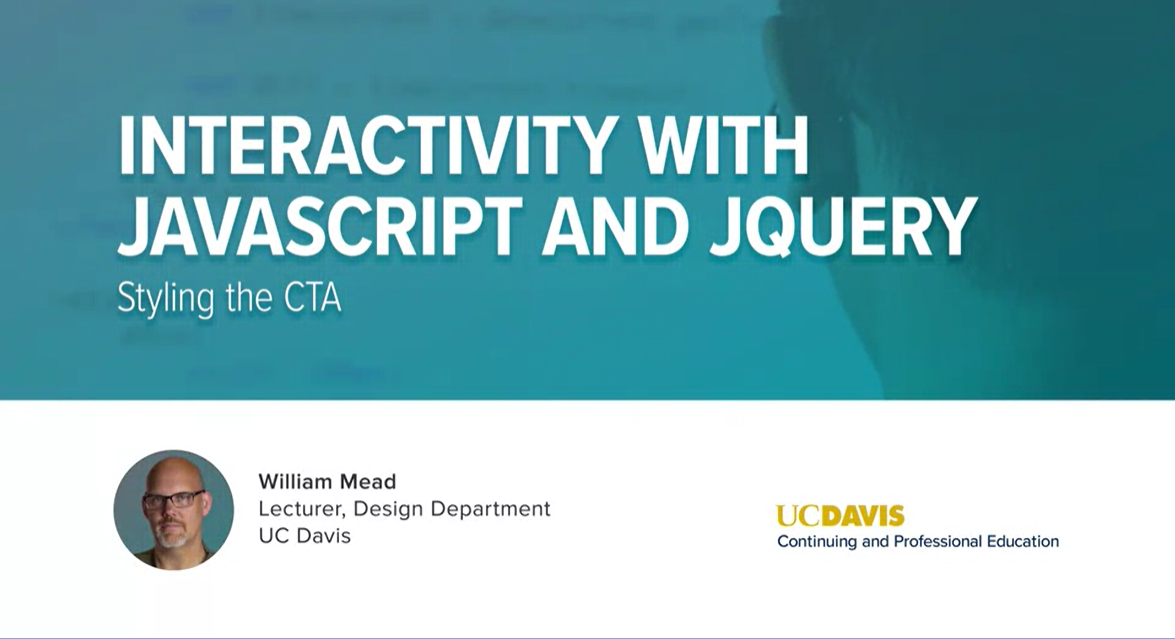 INTERACTIVITY WITH
JAVASCRIPT AND JQUERY
Styling the CTA
William Mead
Lecturer, Design Department
UC Davis
UCDAVIS
Continuing and Professional Education